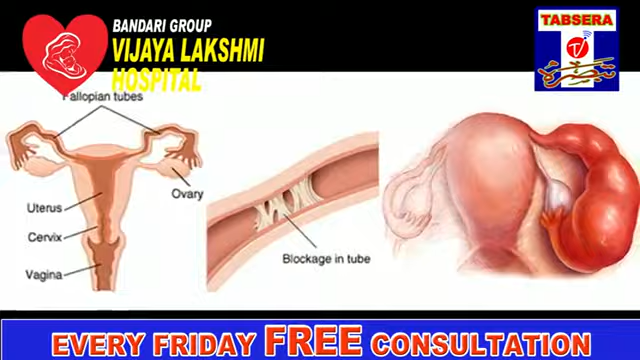 BANDARI GROUP
VIJAYA LAKSHMI
HOSPITAL
TABSERA
Fallopian tubes
Ovary
Uterus
Cervix
Vagina
Blockage in tube
EVERY FRIDAY FREE CONSULTATION